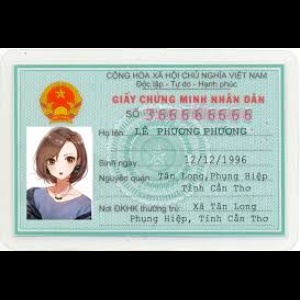 CỘNG HÒA XÃ HỘI CHỦ NGHĨA VIỆT NAM
Độc lập - Tự do - Hạnh phúc
GIẤY CHỨNG MINH NHÂN DÂN
SỐ 366666666
Họ tên: LÊ PHƯƠNG PHƯƠNG
Sinh ngày 12/12/1996
Nguyên quán: Tân Long,Phụng Hiệp
Tỉnh Cần Thơ
Nơi ĐKHK thường trú: Xã Tân Long
Phụng Hiệp, Tỉnh Cần Thơ